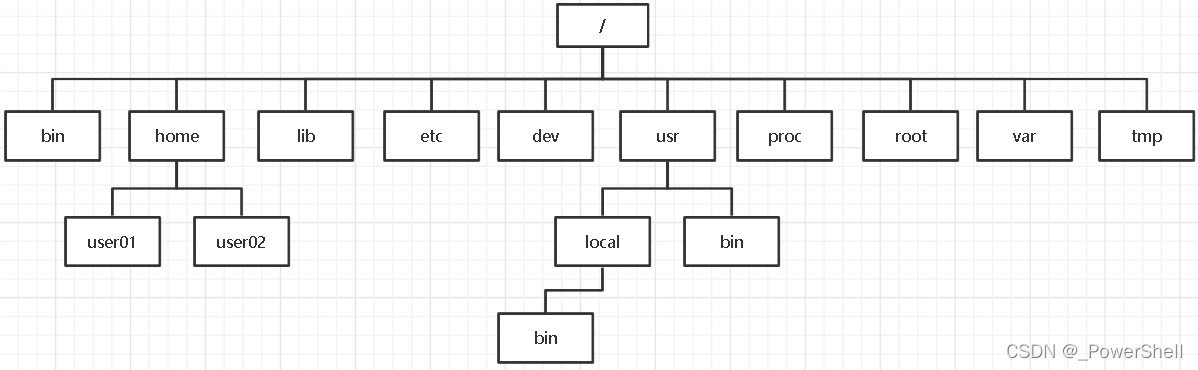 /
bin home lib etc dev usr proc root var tmp
user01 user02 local bin
bin
CSDN @_PowerShell